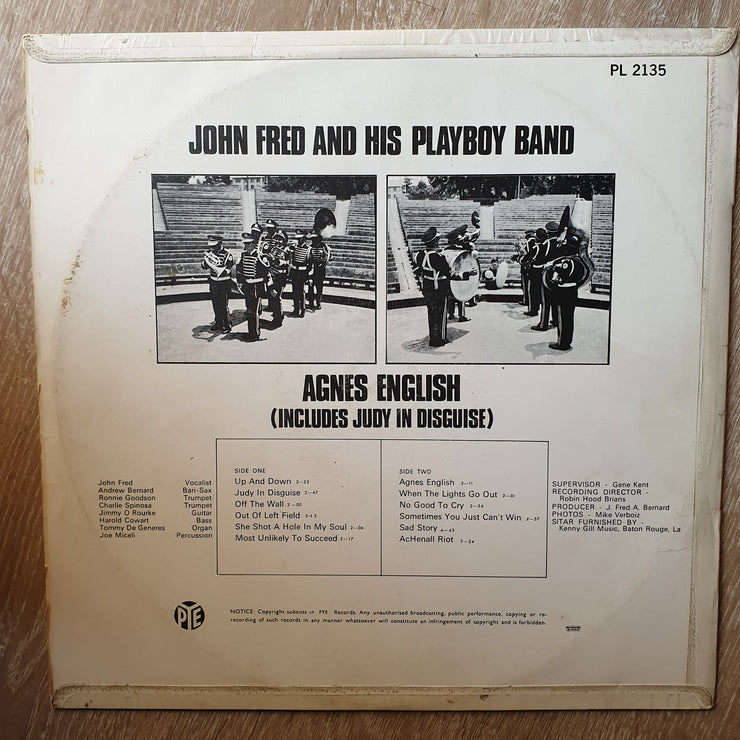 PL 2135
JOHN FRED AND HIS PLAYBOY BAND
AGNES ENGLISH
(INCLUDES JUDY IN DISGUISE)
John Fred Vocalist
Andrew Bernard Bari-Sax
Ronnie Goodson Trumpet
Charlie Spinosa Trumpet
Jimmy O Rourke Guitar
Harold Cowart Bass
Tommy De Generes Organ
Joe Miceli Percussion
SIDE ONE
Up And Down 2-25
Judy In Disguise 2-47
Off The Wall 2-00
Out Of Left Field 3-13
She Shot A Hole In My Soul 2-06
Most Unlikely To Succeed 2-17
SIDE TWO
Agnes English 2-11
When The Lights Go Out 2-01
No Good To Cry 2-36
Sometimes You Just Can't Win 2-57
Sad Story 4-45
AcHenall Riot 2-24
SUPERVISOR - Gene Kent
RECORDING DIRECTOR -
Robin Hood Brians
PRODUCER - J. Fred, A. Bernard
PHOTOS - Mike Verboiz
SITAR FURNISHED BY -
Kenny Gill Music, Baton Rouge, La
PYE
NOTICE: Copyright subsists in PYE Records. Any unauthorised broadcasting, public performance, copying or re-
recording of such records in any manner whatsoever will constitute an infringement of copyright and is forbidden.